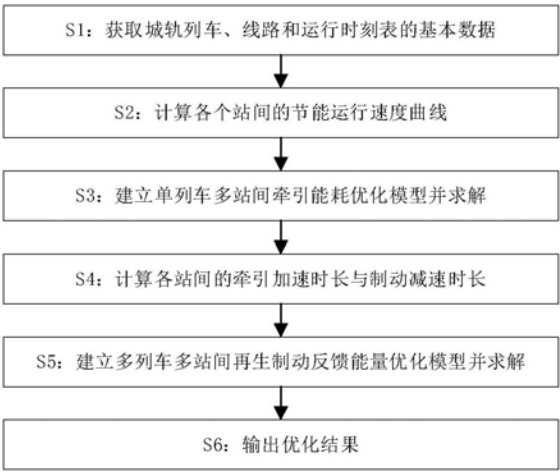 S1：获取城轨列车、线路和运行时刻表的基本数据
S2：计算各个站间的节能运行速度曲线
S3：建立单列车多站间牵引能耗优化模型并求解
S4：计算各站间的牵引加速时长与制动减速时长
S5：建立多列车多站间再生制动反馈能量优化模型并求解
S6：输出优化结果